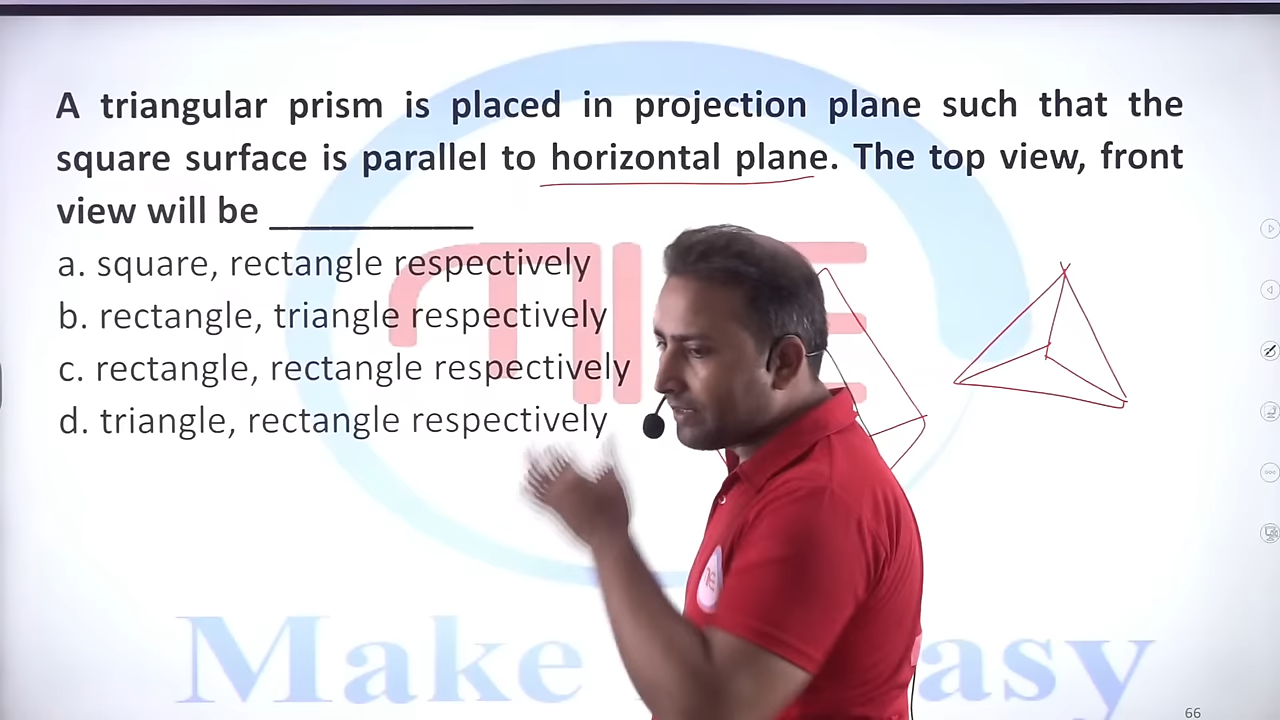 A triangular prism is placed in projection plane such that the
square surface is parallel to horizontal plane. The top view, front
view will be __________
a. square, rectangle respectively
b. rectangle, triangle respectively
c. rectangle, rectangle respectively
d. triangle, rectangle respectively
Make asy
66